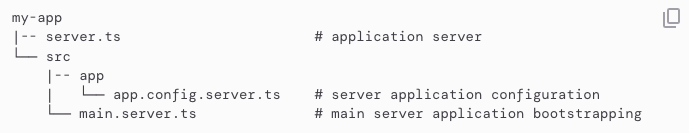 my-app
|-- server.ts                       # application server
└── src
    |-- app
    |   └── app.config.server.ts    # server application configuration
    └── main.server.ts              # main server application bootstrapping